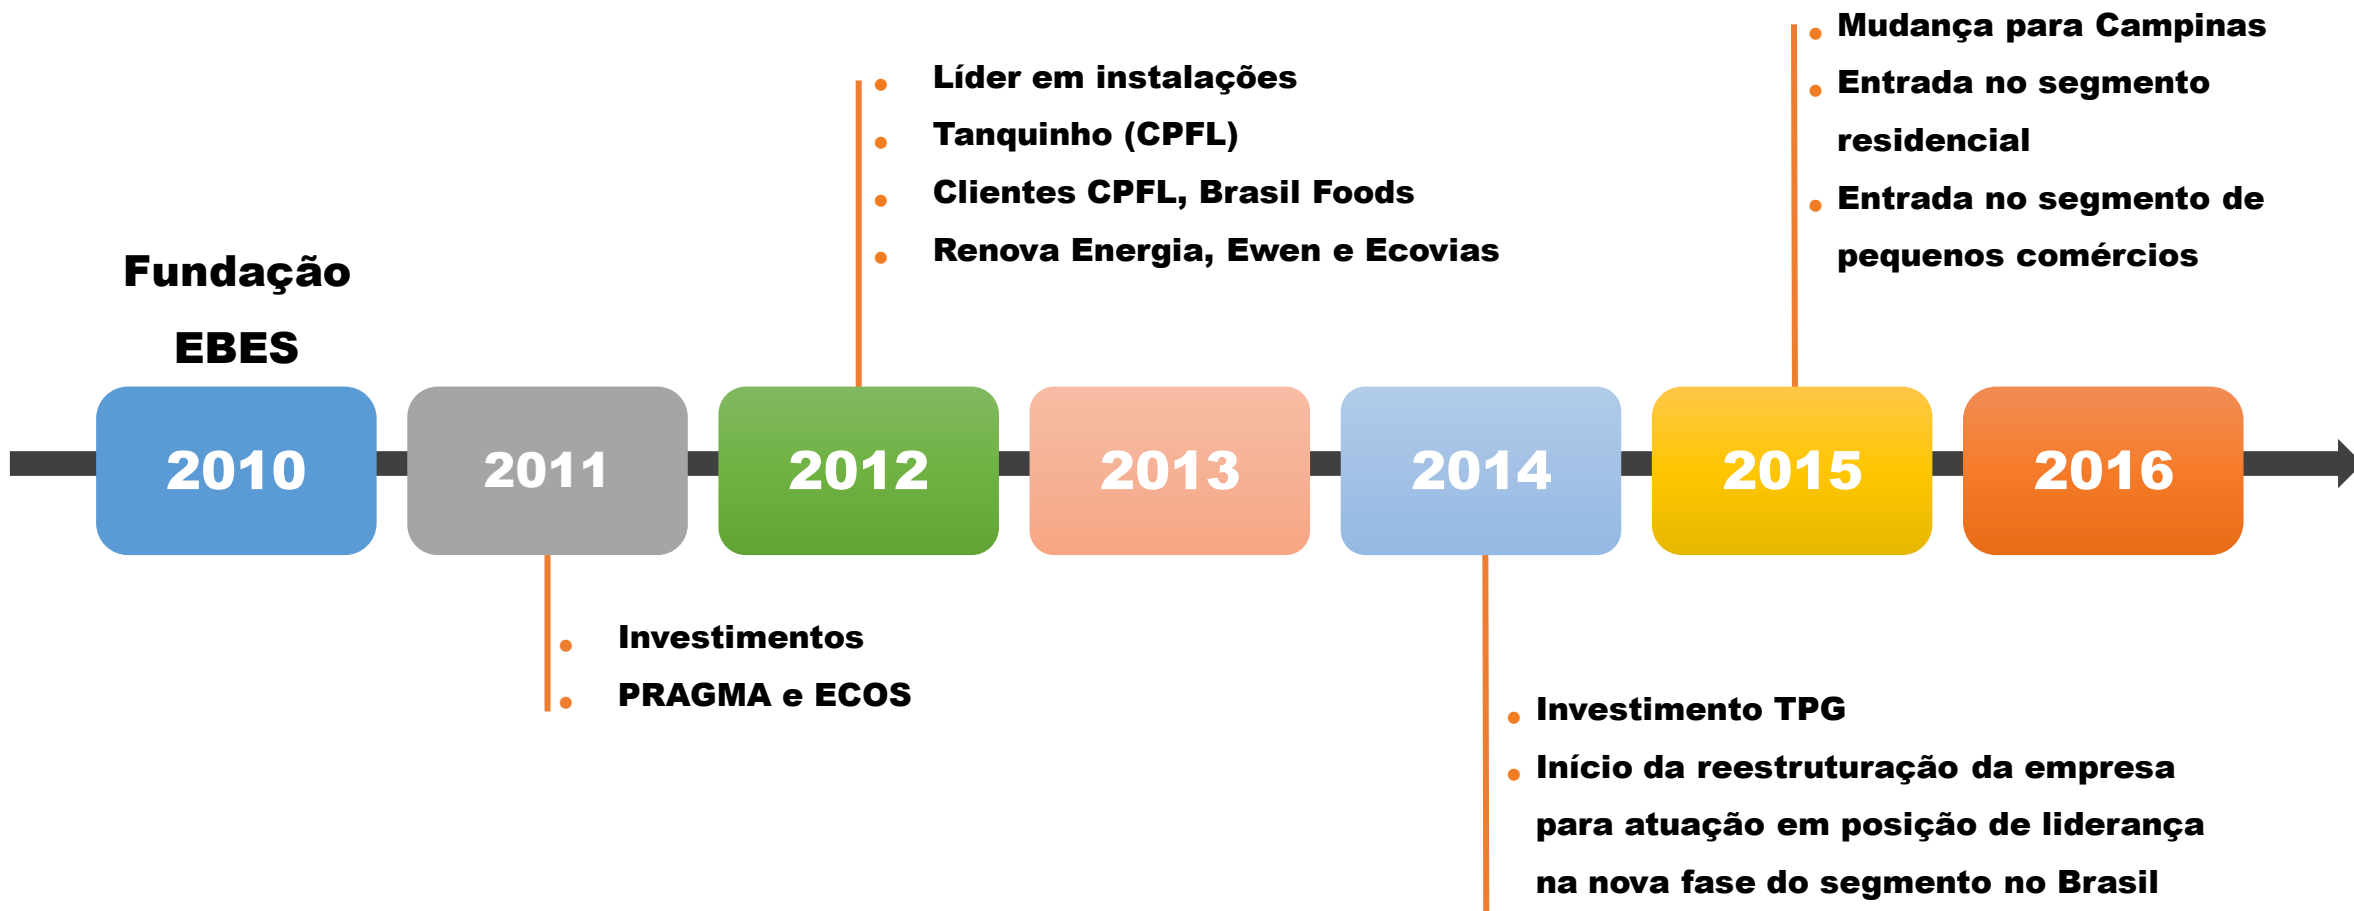 Fundação
EBES
2010
2011
Investimentos
PRAGMA e ECOS
Líder em instalações
Tanquinho (CPFL)
Clientes CPFL, Brasil Foods
Renova Energia, Ewen e Ecovias
2012
2013
2014
Investimento TPG
Início da reestruturação da empresa
para atuação em posição de liderança
na nova fase do segmento no Brasil
Mudança para Campinas
Entrada no segmento
residencial
Entrada no segmento de
pequenos comércios
2015
2016